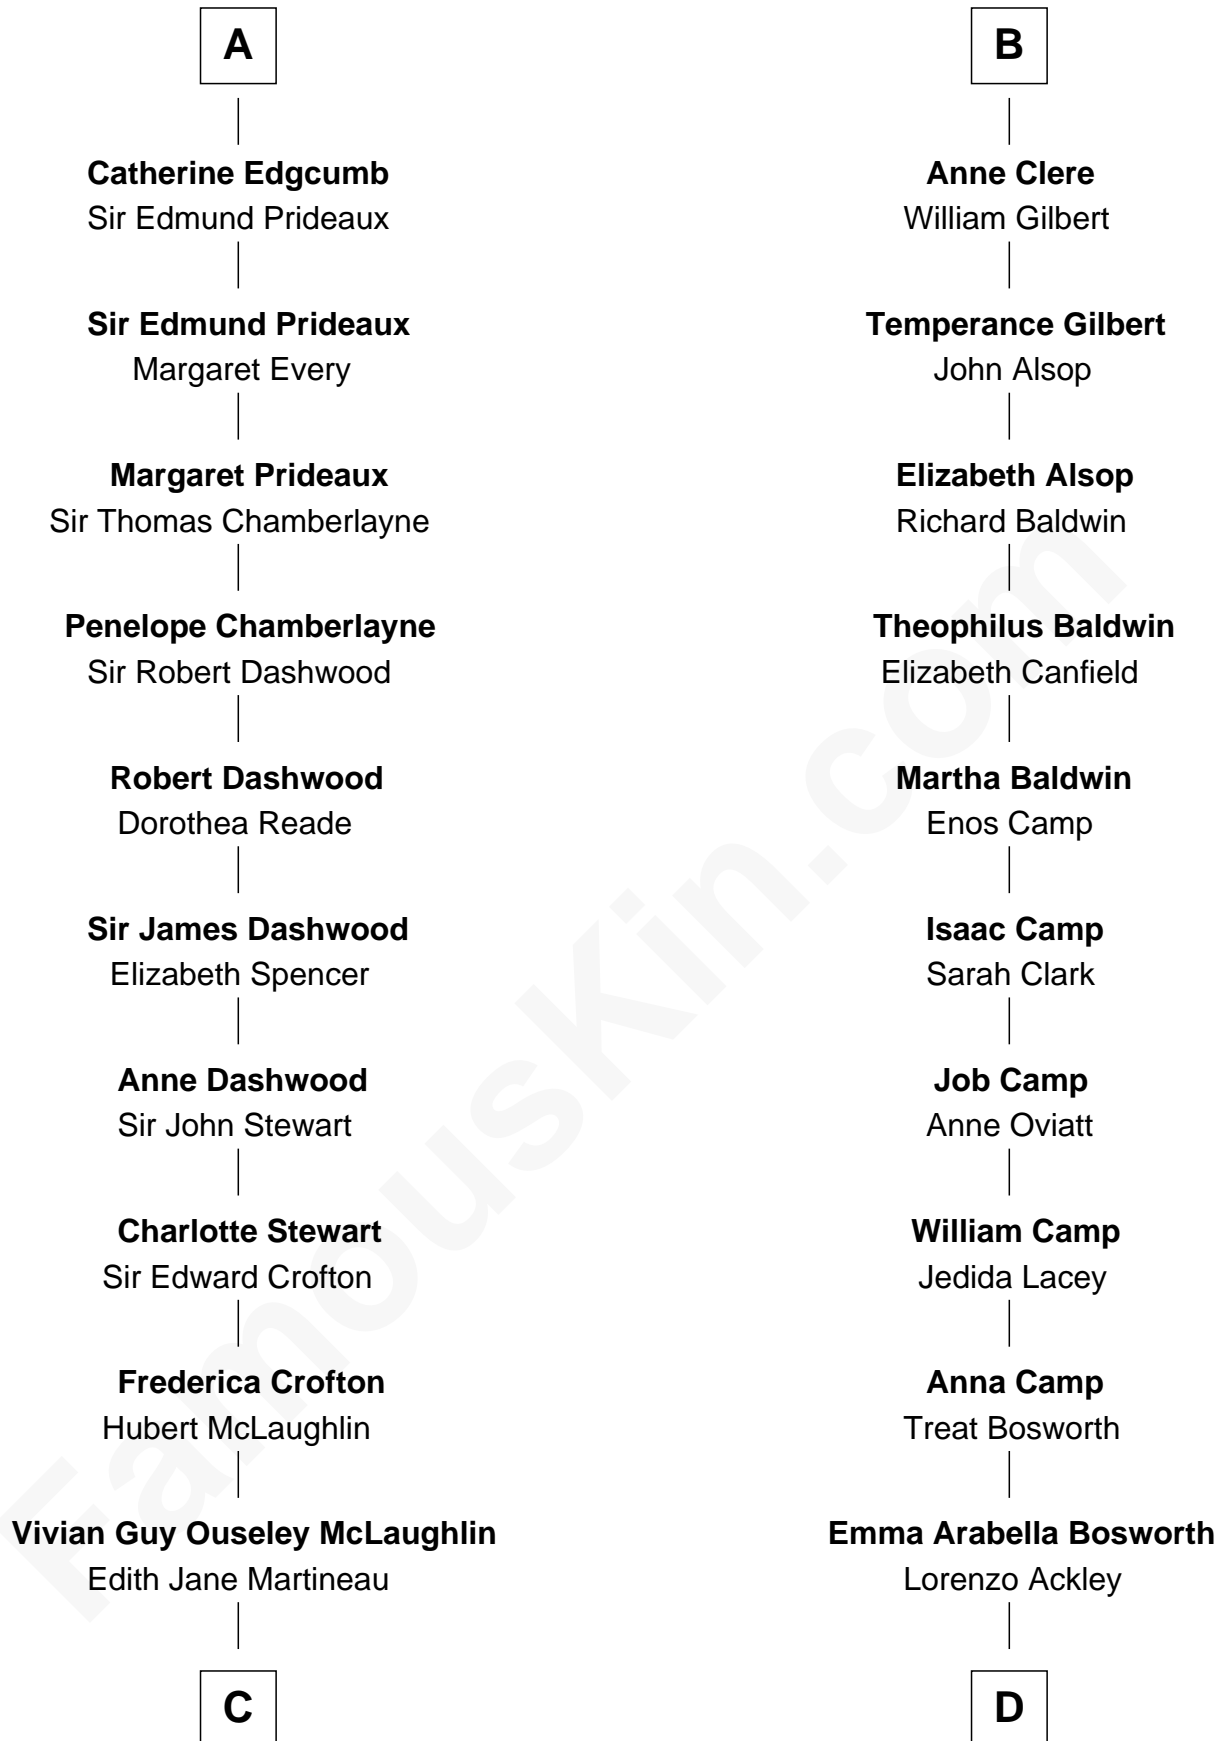 A
Catherine Edgcumb
Sir Edmund Prideaux
Sir Edmund Prideaux
Margaret Every
Margaret Prideaux
Sir Thomas Chamberlayne
Penelope Chamberlayne
Sir Robert Dashwood
Robert Dashwood
Dorothea Reade
Sir James Dashwood
Elizabeth Spencer
Anne Dashwood
Sir John Stewart
Charlotte Stewart
Sir Edward Crofton
Frederica Crofton
Hubert McLaughlin
Vivian Guy Ouseley McLaughlin
Edith Jane Martineau
C
B
Anne Clere
William Gilbert
Temperance Gilbert
John Alsop
Elizabeth Alsop
Richard Baldwin
Theophilus Baldwin
Elizabeth Canfield
Martha Baldwin
Enos Camp
Isaac Camp
Sarah Clark
Job Camp
Anne Oviatt
William Camp
Jedida Lacey
Anna Camp
Treat Bosworth
Emma Arabella Bosworth
Lorenzo Ackley
D
FamousKin.com